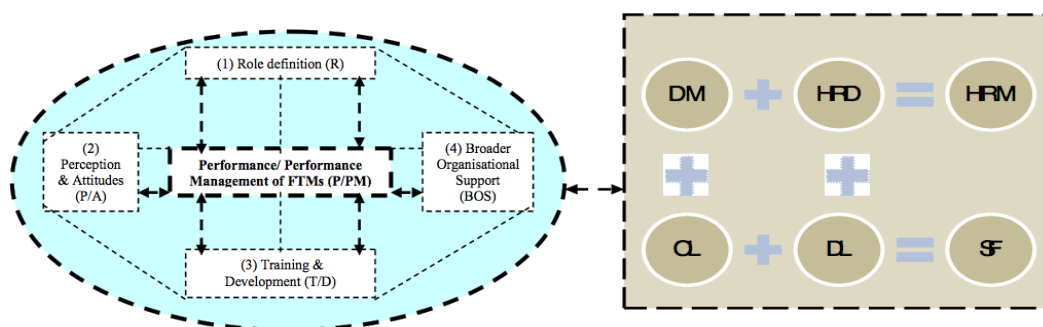 (1) Role definition (R)
(2)
Perception
& Attitudes
(P/A)
Performance/ Performance
Management of FTMs (P/PM)
(4) Broader
Organisational
Support
(BOS)
(3) Training &
Development (T/D)
DM + HRD = HRM
+ +
OL + DL = SF